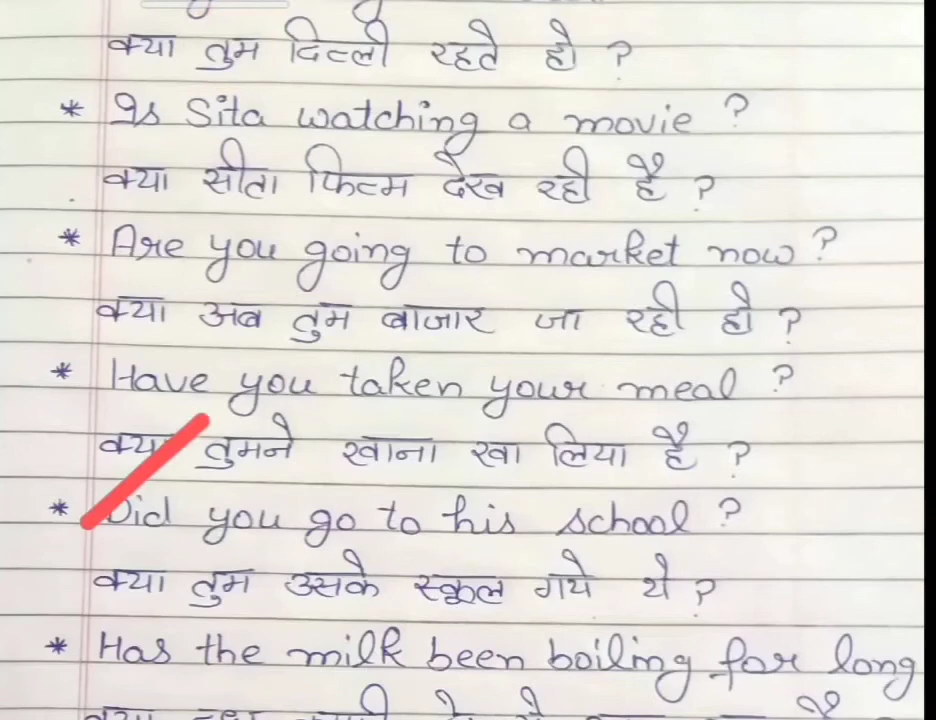 क्या तुम दिल्ली रहते हो ?
* Is Sita watching a movie ?
क्या सीता फिल्म देख रही है ?
* Are you going to market now ?
क्या अब तुम बाजार जा रही हो ?
* Have you taken your meal ?
क्या तुमने खाना खा लिया है ?
* Did you go to his school ?
क्या तुम उसके स्कूल गये थे ?
* Has the milk been boiling for long